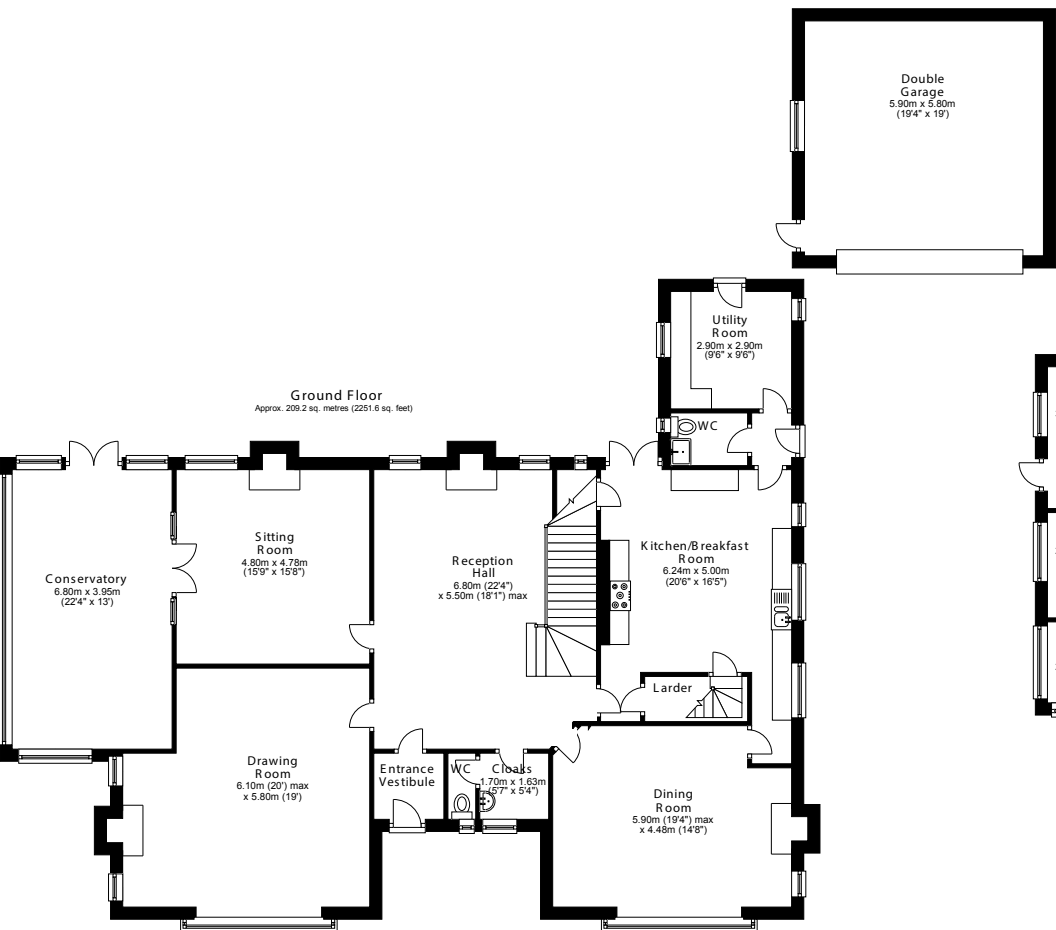 Double
Garage
5.90m x 5.80m
(19'4" x 19')
Utility
Room
2.90m x 2.90m
(9'6" x 9'6")
Ground Floor
Approx. 209.2 sq. metres (2251.6 sq. feet)
WC
Sitting
Room
4.80m x 4.78m
(15'9" x 15'8")
Kitchen/Breakfast
Room
6.24m x 5.00m
(20'6" x 16'5")
Reception
Hall
6.80m (22'4")
x 5.50m (18'1") max
Conservatory
6.80m x 3.95m
(22'4" x 13')
Larder
Drawing
Room
6.10m (20') max
x 5.80m (19')
Entrance
Vestibule
WC
Cloaks
1.70m x 1.63m
(5'7" x 5'4")
Dining
Room
5.90m (19'4") max
x 4.48m (14'8")